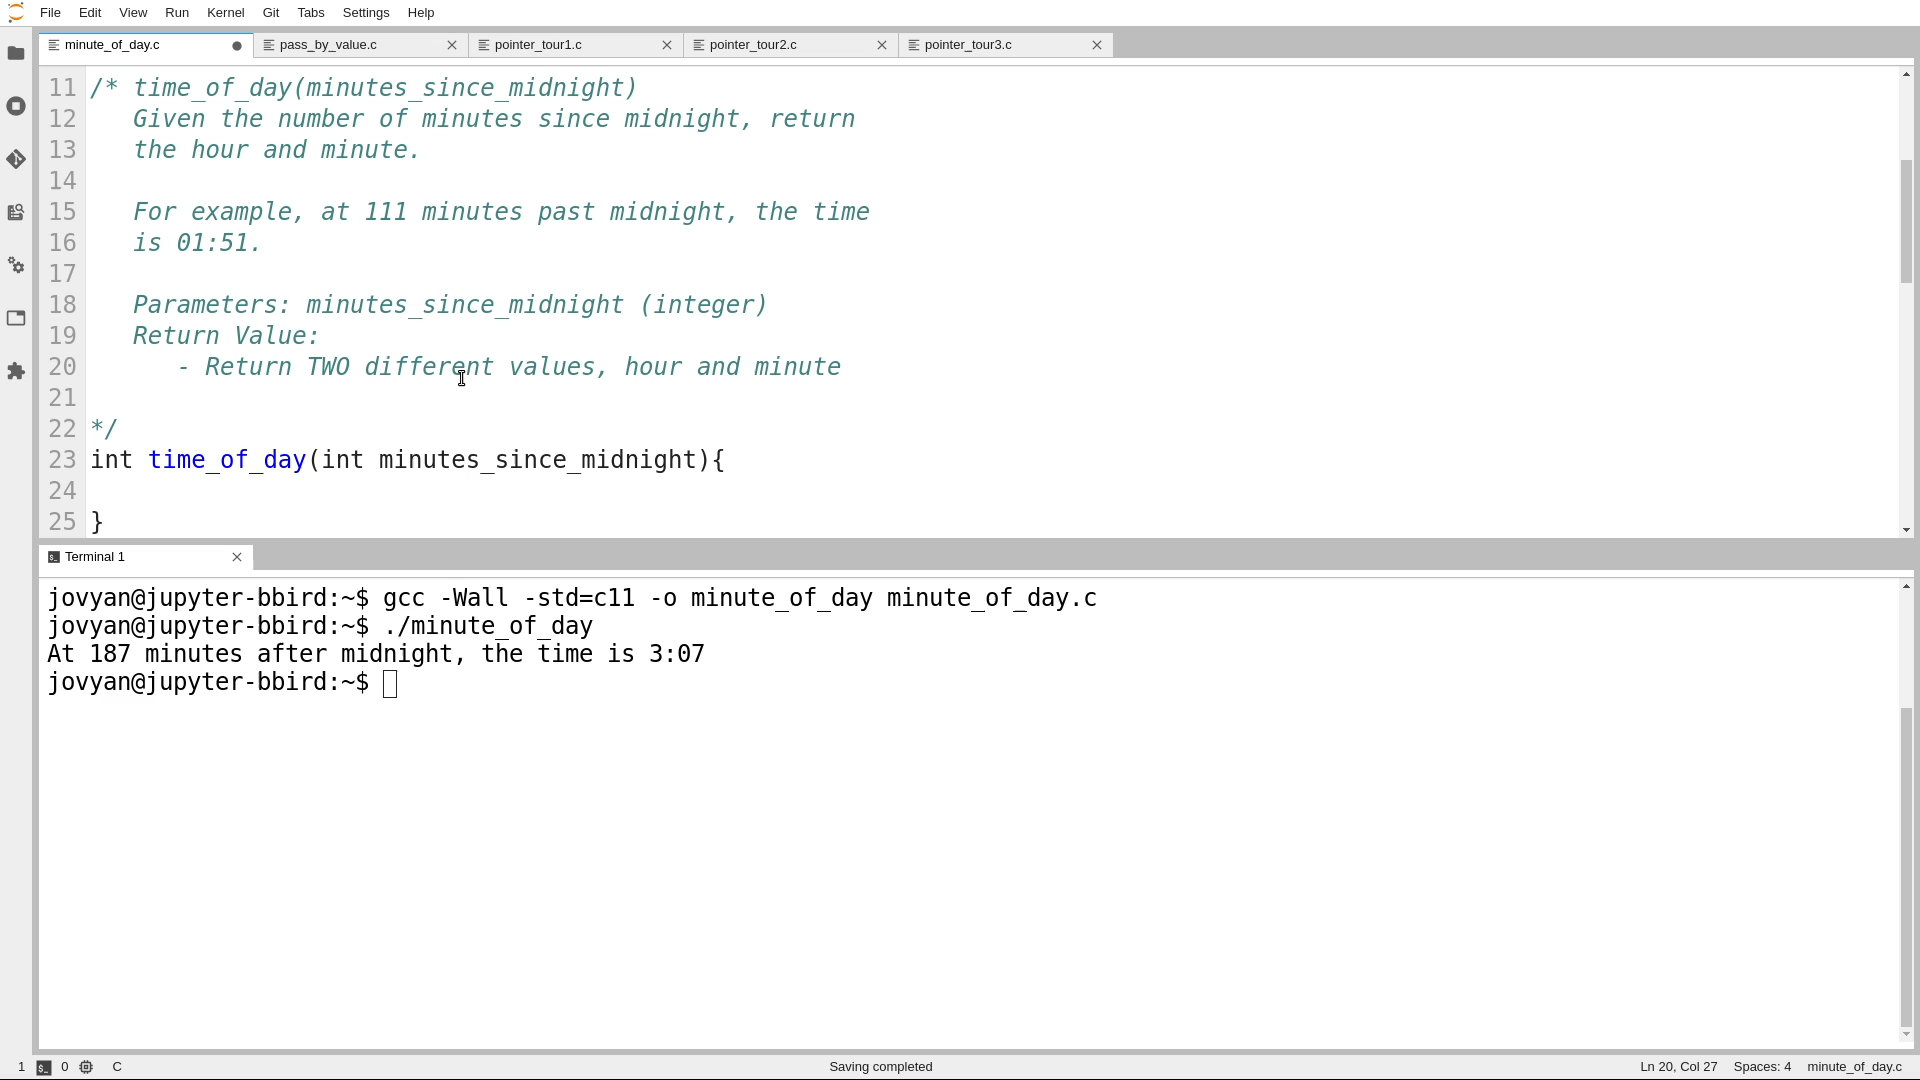 File Edit View Run Kernel Git Tabs Settings Help
minute_of_day.c pass_by_value.c pointer_tour1.c pointer_tour2.c pointer_tour3.c
11 /* time_of_day(minutes_since_midnight)
12    Given the number of minutes since midnight, return
13    the hour and minute.
14
15    For example, at 111 minutes past midnight, the time
16    is 01:51.
17
18    Parameters: minutes_since_midnight (integer)
19    Return Value:
20       - Return TWO different values, hour and minute
21
22 */
23 int time_of_day(int minutes_since_midnight){
24
25 }
Terminal 1
jovyan@jupyter-bbird:~$ gcc -Wall -std=c11 -o minute_of_day minute_of_day.c
jovyan@jupyter-bbird:~$ ./minute_of_day
At 187 minutes after midnight, the time is 3:07
jovyan@jupyter-bbird:~$
1 $_ 0 C Saving completed Ln 20, Col 27 Spaces: 4 minute_of_day.c